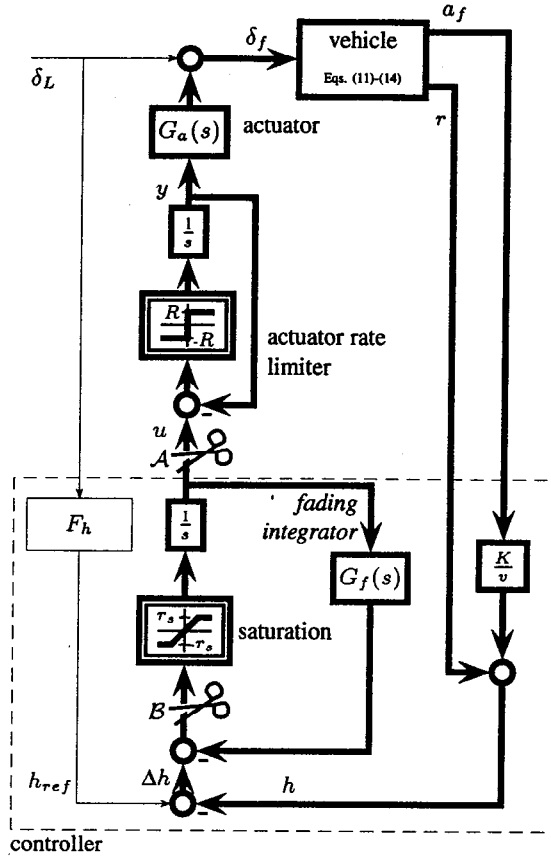 a_f
δ_f
vehicle
Eqs. (11)-(14)
δ_L
r
G_a(s)
actuator
y
1/s
R
-R
actuator rate
limiter
-
u
A
1/s
fading
integrator
F_h
G_f(s)
K/v
r_s
-r_s
saturation
B
-
Δh
h_ref
h
-
controller